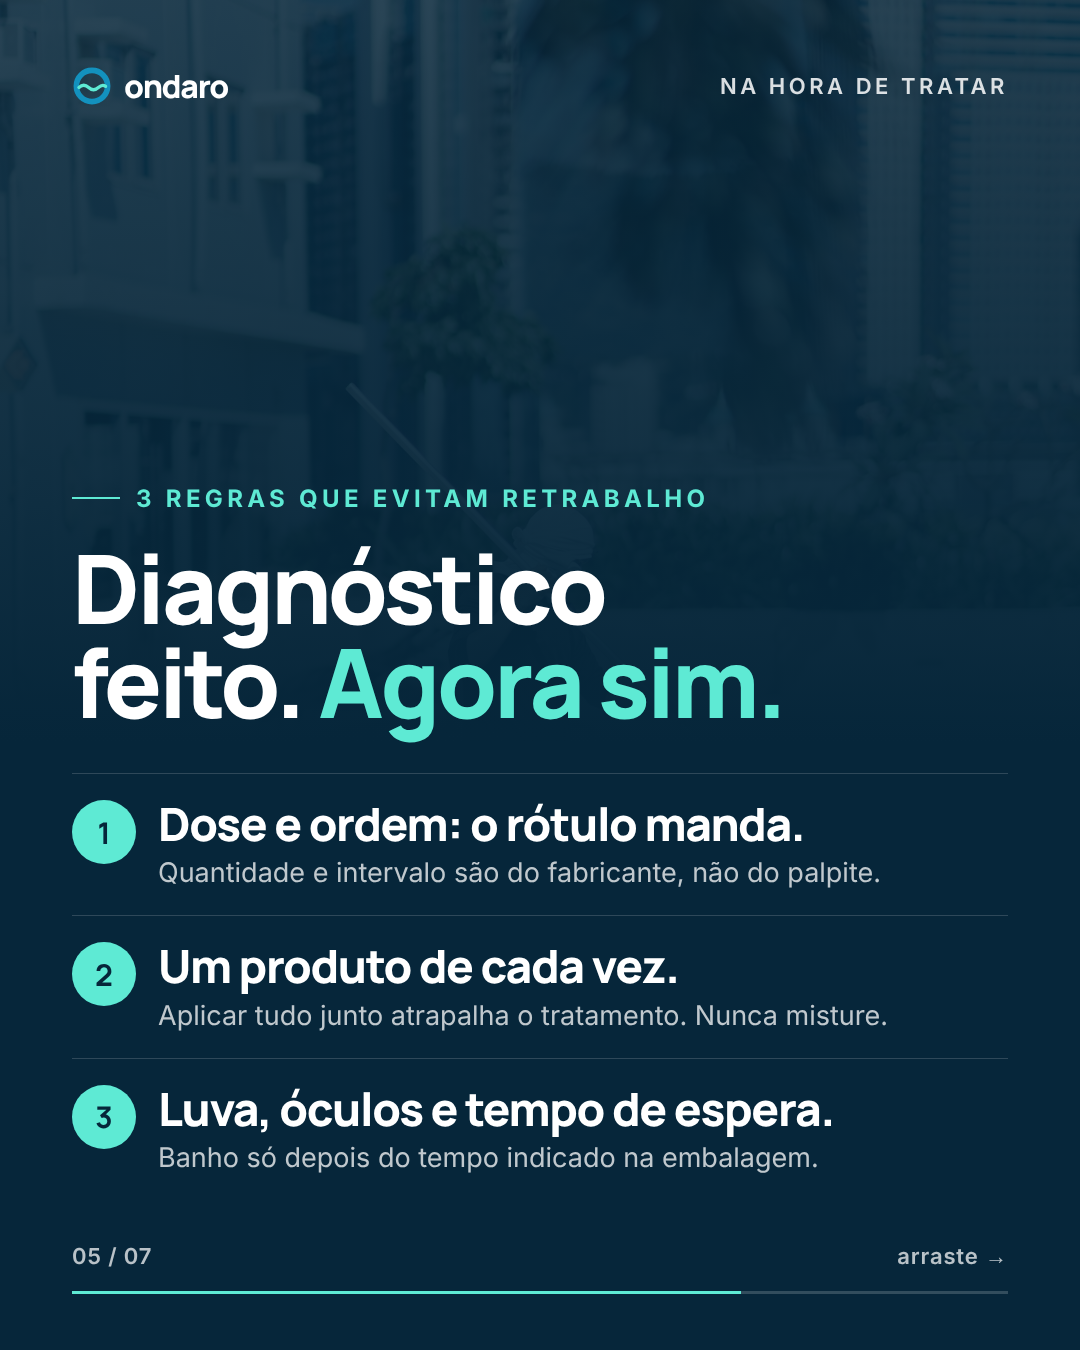 ondaro
NA HORA DE TRATAR
3 REGRAS QUE EVITAM RETRABALHO
Diagnóstico
feito. Agora sim.
1
Dose e ordem: o rótulo manda.
Quantidade e intervalo são do fabricante, não do palpite.
2
Um produto de cada vez.
Aplicar tudo junto atrapalha o tratamento. Nunca misture.
3
Luva, óculos e tempo de espera.
Banho só depois do tempo indicado na embalagem.
05 / 07
arraste →